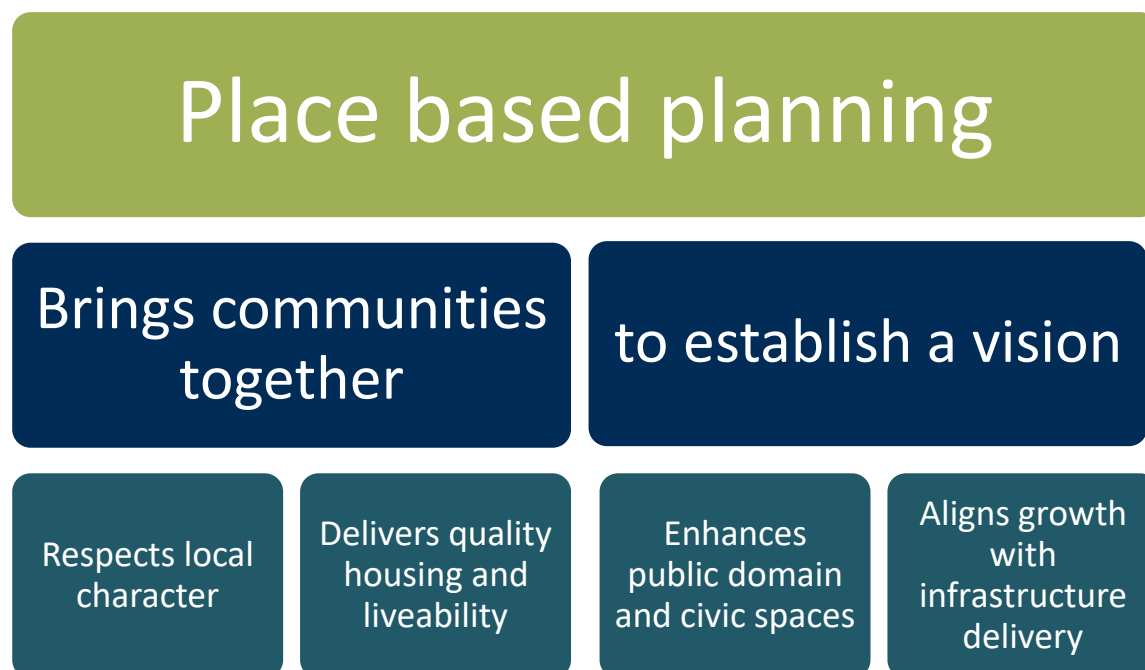 Place based planning
Brings communities
together
to establish a vision
Respects local
character
Delivers quality
housing and
liveability
Enhances
public domain
and civic spaces
Aligns growth
with
infrastructure
delivery